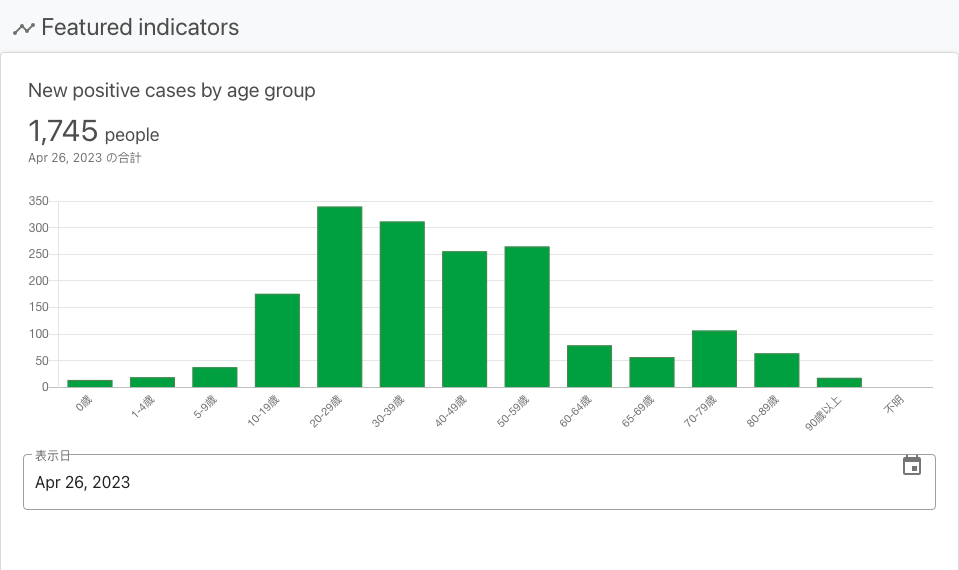 Featured indicators
New positive cases by age group
1,745 people
Apr 26, 2023 の合計
350
300
250
200
150
100
50
0
0歳
1-4歳
5-9歳
10-19歳
20-29歳
30-39歳
40-49歳
50-59歳
60-64歳
65-69歳
70-79歳
80-89歳
90歳以上
不明
表示日
Apr 26, 2023